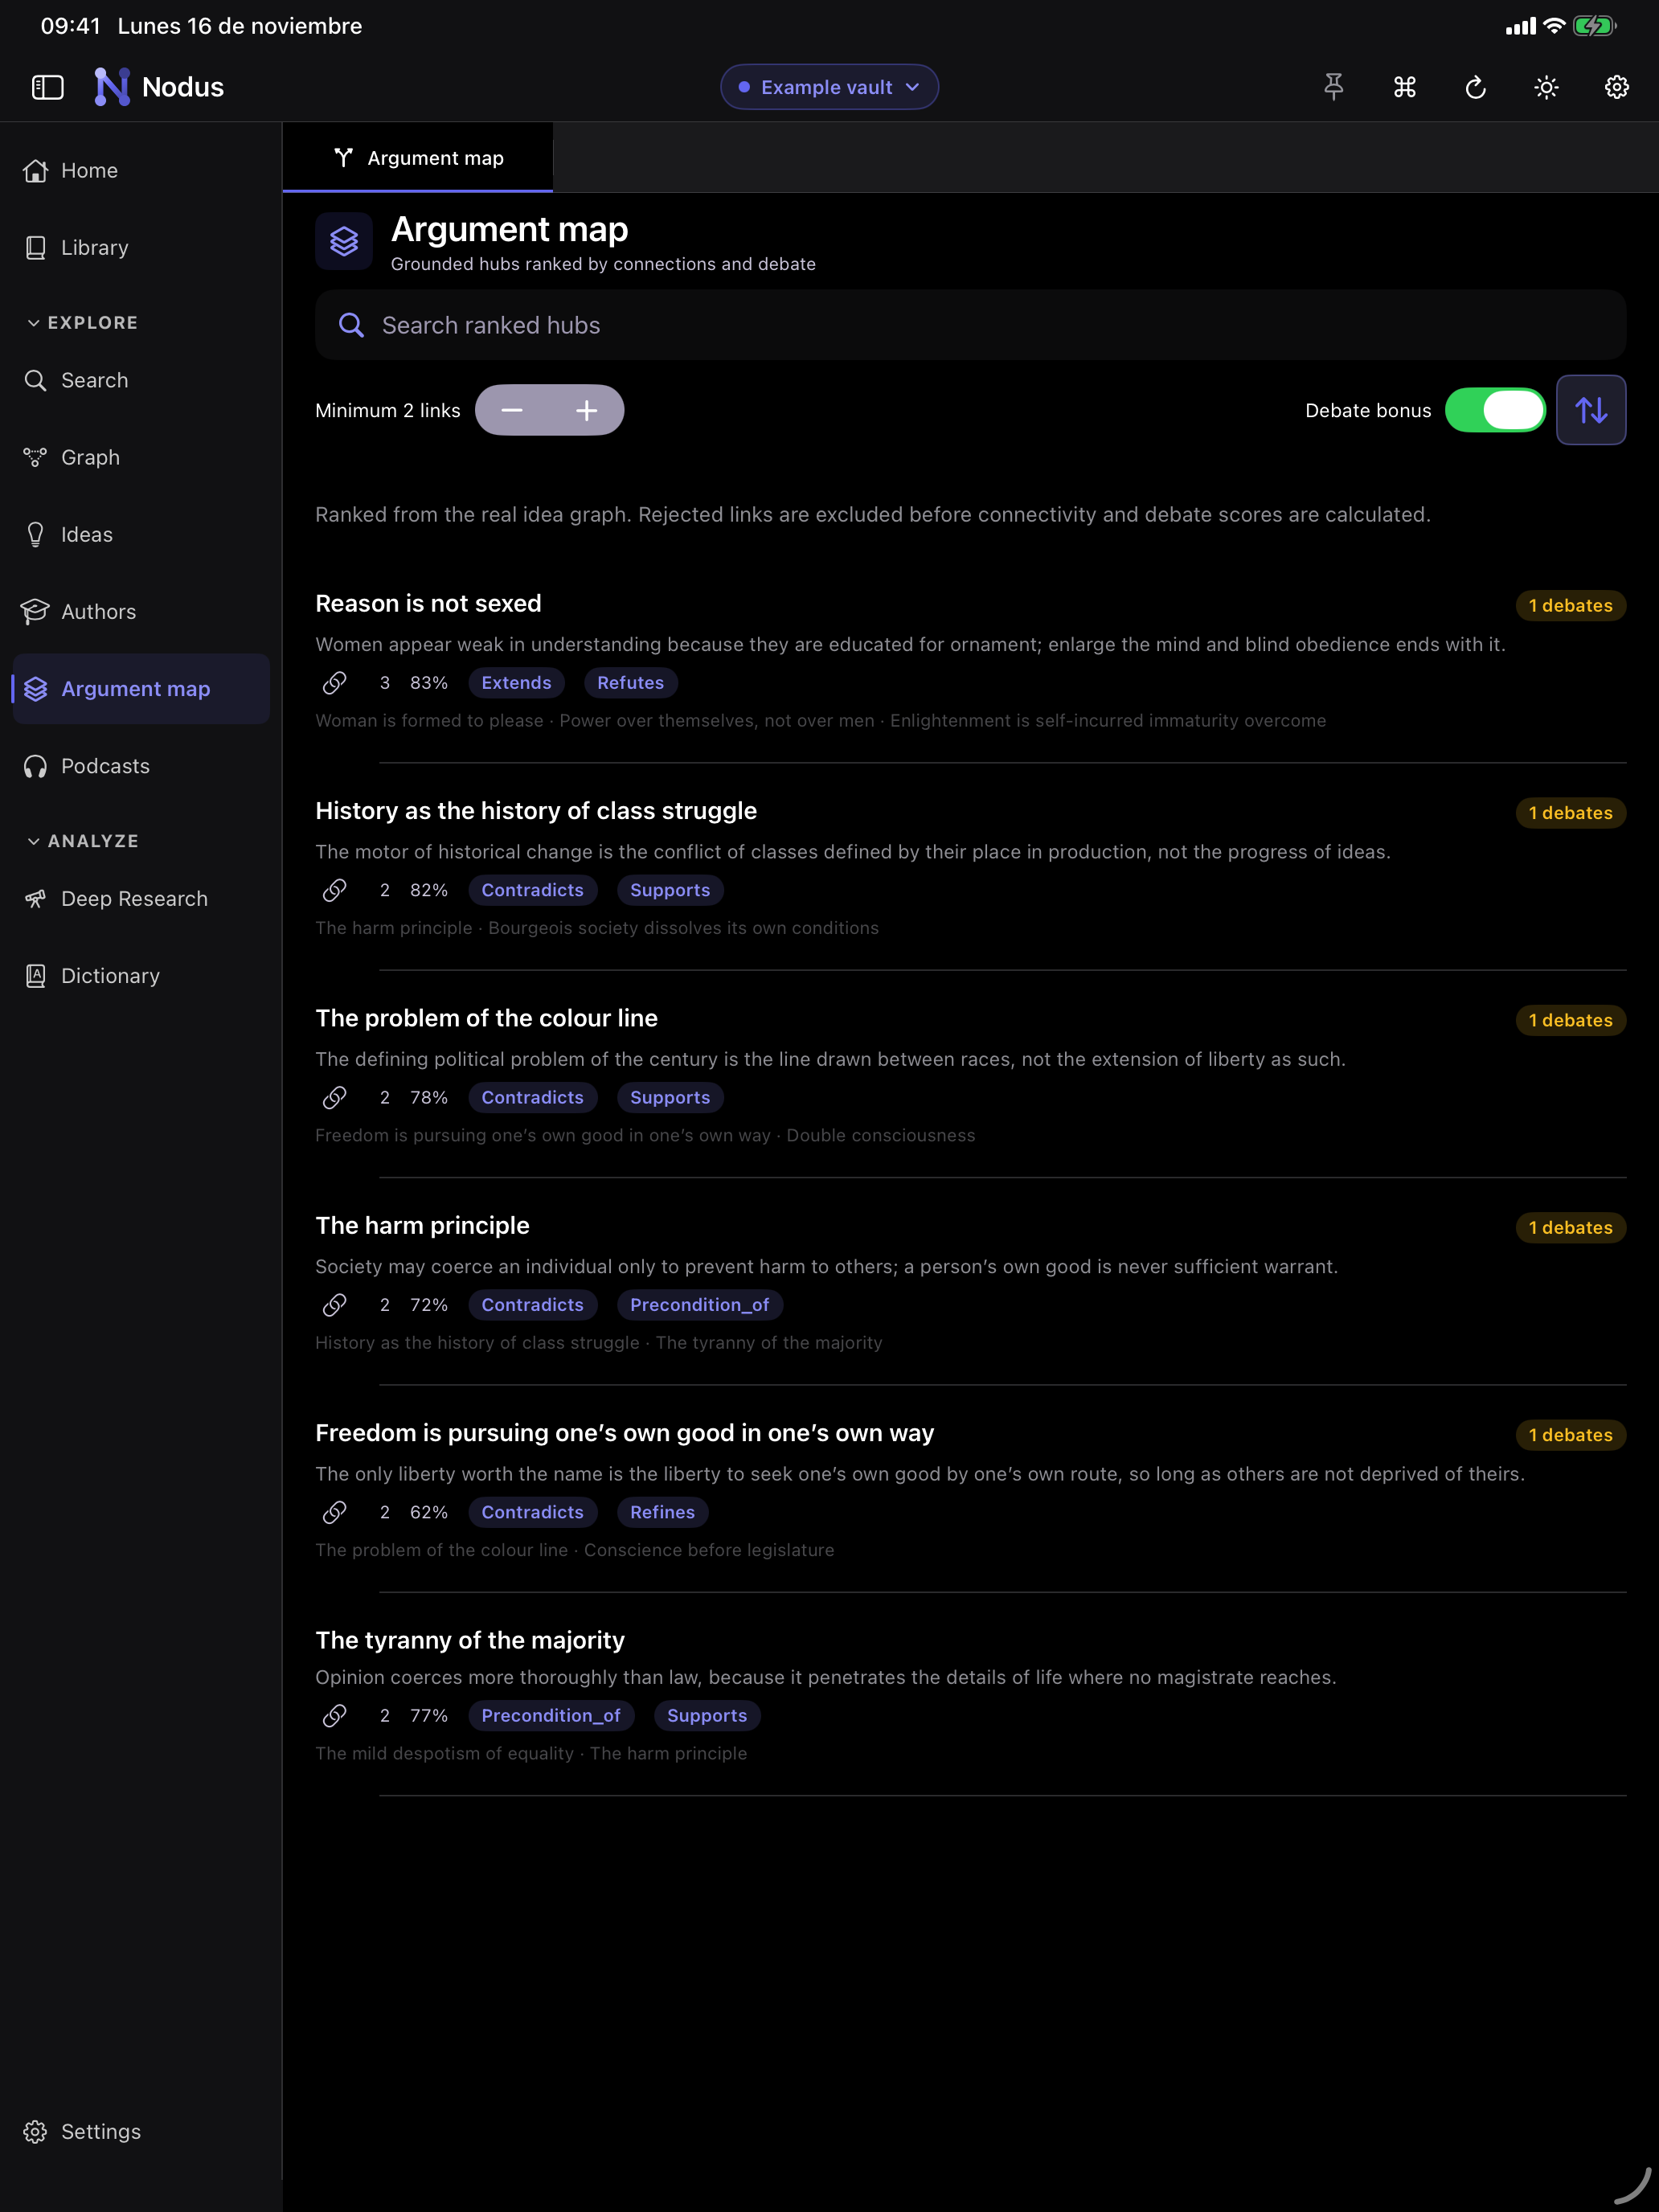 09:41 Lunes 16 de noviembre
Nodus
Example vault
Home
Library
EXPLORE
Search
Graph
Ideas
Authors
Argument map
Podcasts
ANALYZE
Deep Research
Dictionary
Settings
Argument map
Argument map
Grounded hubs ranked by connections and debate
Search ranked hubs
Minimum 2 links
Debate bonus
Ranked from the real idea graph. Rejected links are excluded before connectivity and debate scores are calculated.
Reason is not sexed
1 debates
Women appear weak in understanding because they are educated for ornament; enlarge the mind and blind obedience ends with it.
3 83% Extends Refutes
Woman is formed to please · Power over themselves, not over men · Enlightenment is self-incurred immaturity overcome
History as the history of class struggle
1 debates
The motor of historical change is the conflict of classes defined by their place in production, not the progress of ideas.
2 82% Contradicts Supports
The harm principle · Bourgeois society dissolves its own conditions
The problem of the colour line
1 debates
The defining political problem of the century is the line drawn between races, not the extension of liberty as such.
2 78% Contradicts Supports
Freedom is pursuing one’s own good in one’s own way · Double consciousness
The harm principle
1 debates
Society may coerce an individual only to prevent harm to others; a person’s own good is never sufficient warrant.
2 72% Contradicts Precondition_of
History as the history of class struggle · The tyranny of the majority
Freedom is pursuing one’s own good in one’s own way
1 debates
The only liberty worth the name is the liberty to seek one’s own good by one’s own route, so long as others are not deprived of theirs.
2 62% Contradicts Refines
The problem of the colour line · Conscience before legislature
The tyranny of the majority
Opinion coerces more thoroughly than law, because it penetrates the details of life where no magistrate reaches.
2 77% Precondition_of Supports
The mild despotism of equality · The harm principle